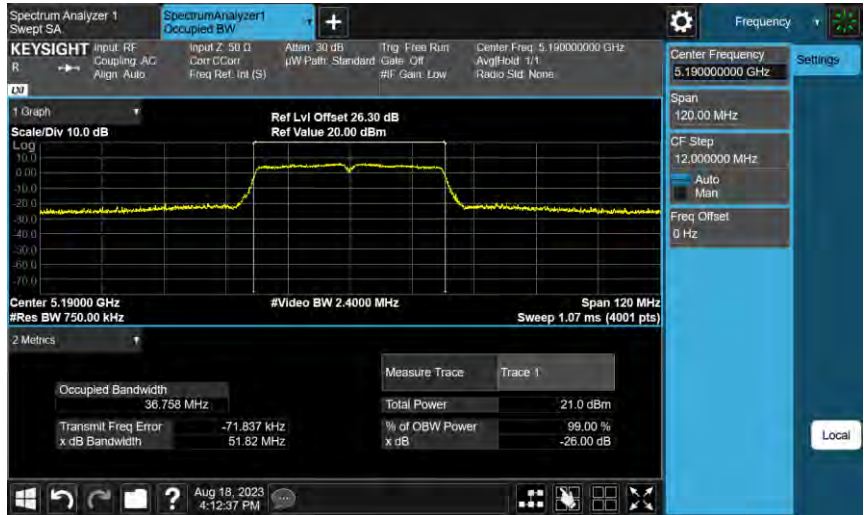 Spectrum Analyzer 1
Swept SA
SpectrumAnalyzer1
Occupied BW
Frequency
KEYSIGHT
R
LXI
Input: RF
Coupling: AC
Align: Auto
Input Z: 50 Ω
Corr CCorr
Freq Ref: Int (S)
Atten: 30 dB
µW Path: Standard
Trig: Free Run
Gate: Off
#IF Gain: Low
Center Freq: 5.190000000 GHz
Avg|Hold: 1/1
Radio Std: None
Center Frequency
5.190000000 GHz
Settings
Span
120.00 MHz
CF Step
12.000000 MHz
Auto
Man
Freq Offset
0 Hz
1 Graph
Scale/Div 10.0 dB
Ref Lvl Offset 26.30 dB
Ref Value 20.00 dBm
Log
10.0
0.00
-10.0
-20.0
-30.0
-40.0
-50.0
-60.0
-70.0
Center 5.19000 GHz
#Res BW 750.00 kHz
#Video BW 2.4000 MHz
Span 120 MHz
Sweep 1.07 ms (4001 pts)
2 Metrics
Measure Trace
Trace 1
Occupied Bandwidth
36.758 MHz
Total Power
21.0 dBm
Transmit Freq Error
-71.837 kHz
% of OBW Power
99.00 %
x dB Bandwidth
51.82 MHz
x dB
-26.00 dB
Local
?
Aug 18, 2023
4:12:37 PM